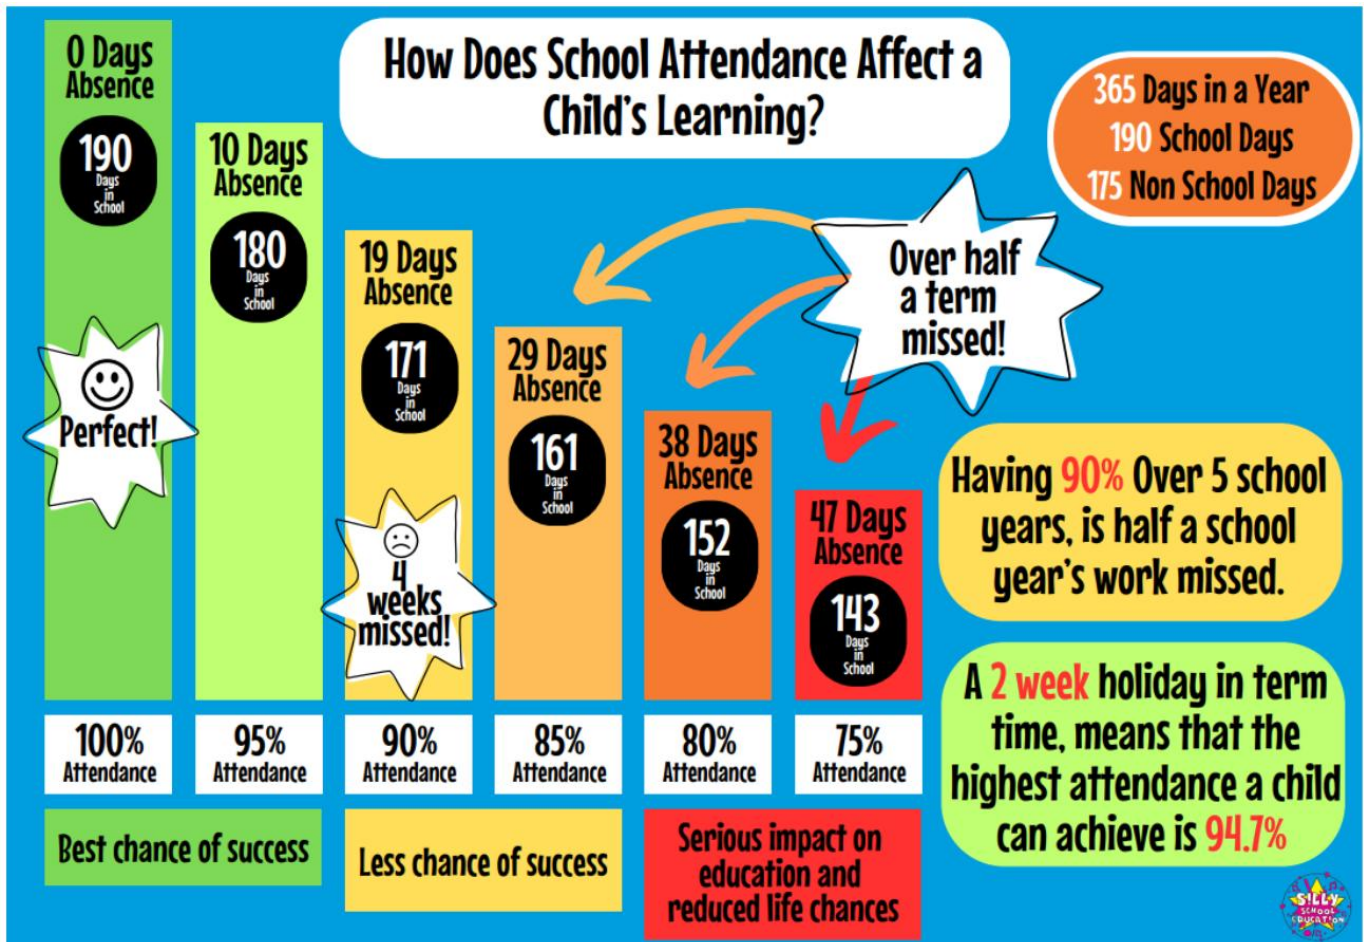 How Does School Attendance Affect a
Child's Learning?
365 Days in a Year
190 School Days
175 Non School Days
0 Days
Absence
190
Days
in
School
Perfect!
100%
Attendance
10 Days
Absence
180
Days
in
School
95%
Attendance
19 Days
Absence
171
Days
in
School
4
weeks
missed!
90%
Attendance
29 Days
Absence
161
Days
in
School
85%
Attendance
38 Days
Absence
152
Days
in
School
80%
Attendance
47 Days
Absence
143
Days
in
School
75%
Attendance
Over half
a term
missed!
Having 90% Over 5 school
years, is half a school
year's work missed.
A 2 week holiday in term
time, means that the
highest attendance a child
can achieve is 94.7%
Best chance of success
Less chance of success
Serious impact on
education and
reduced life chances
SILLY
SCHOOL
EDUCATION